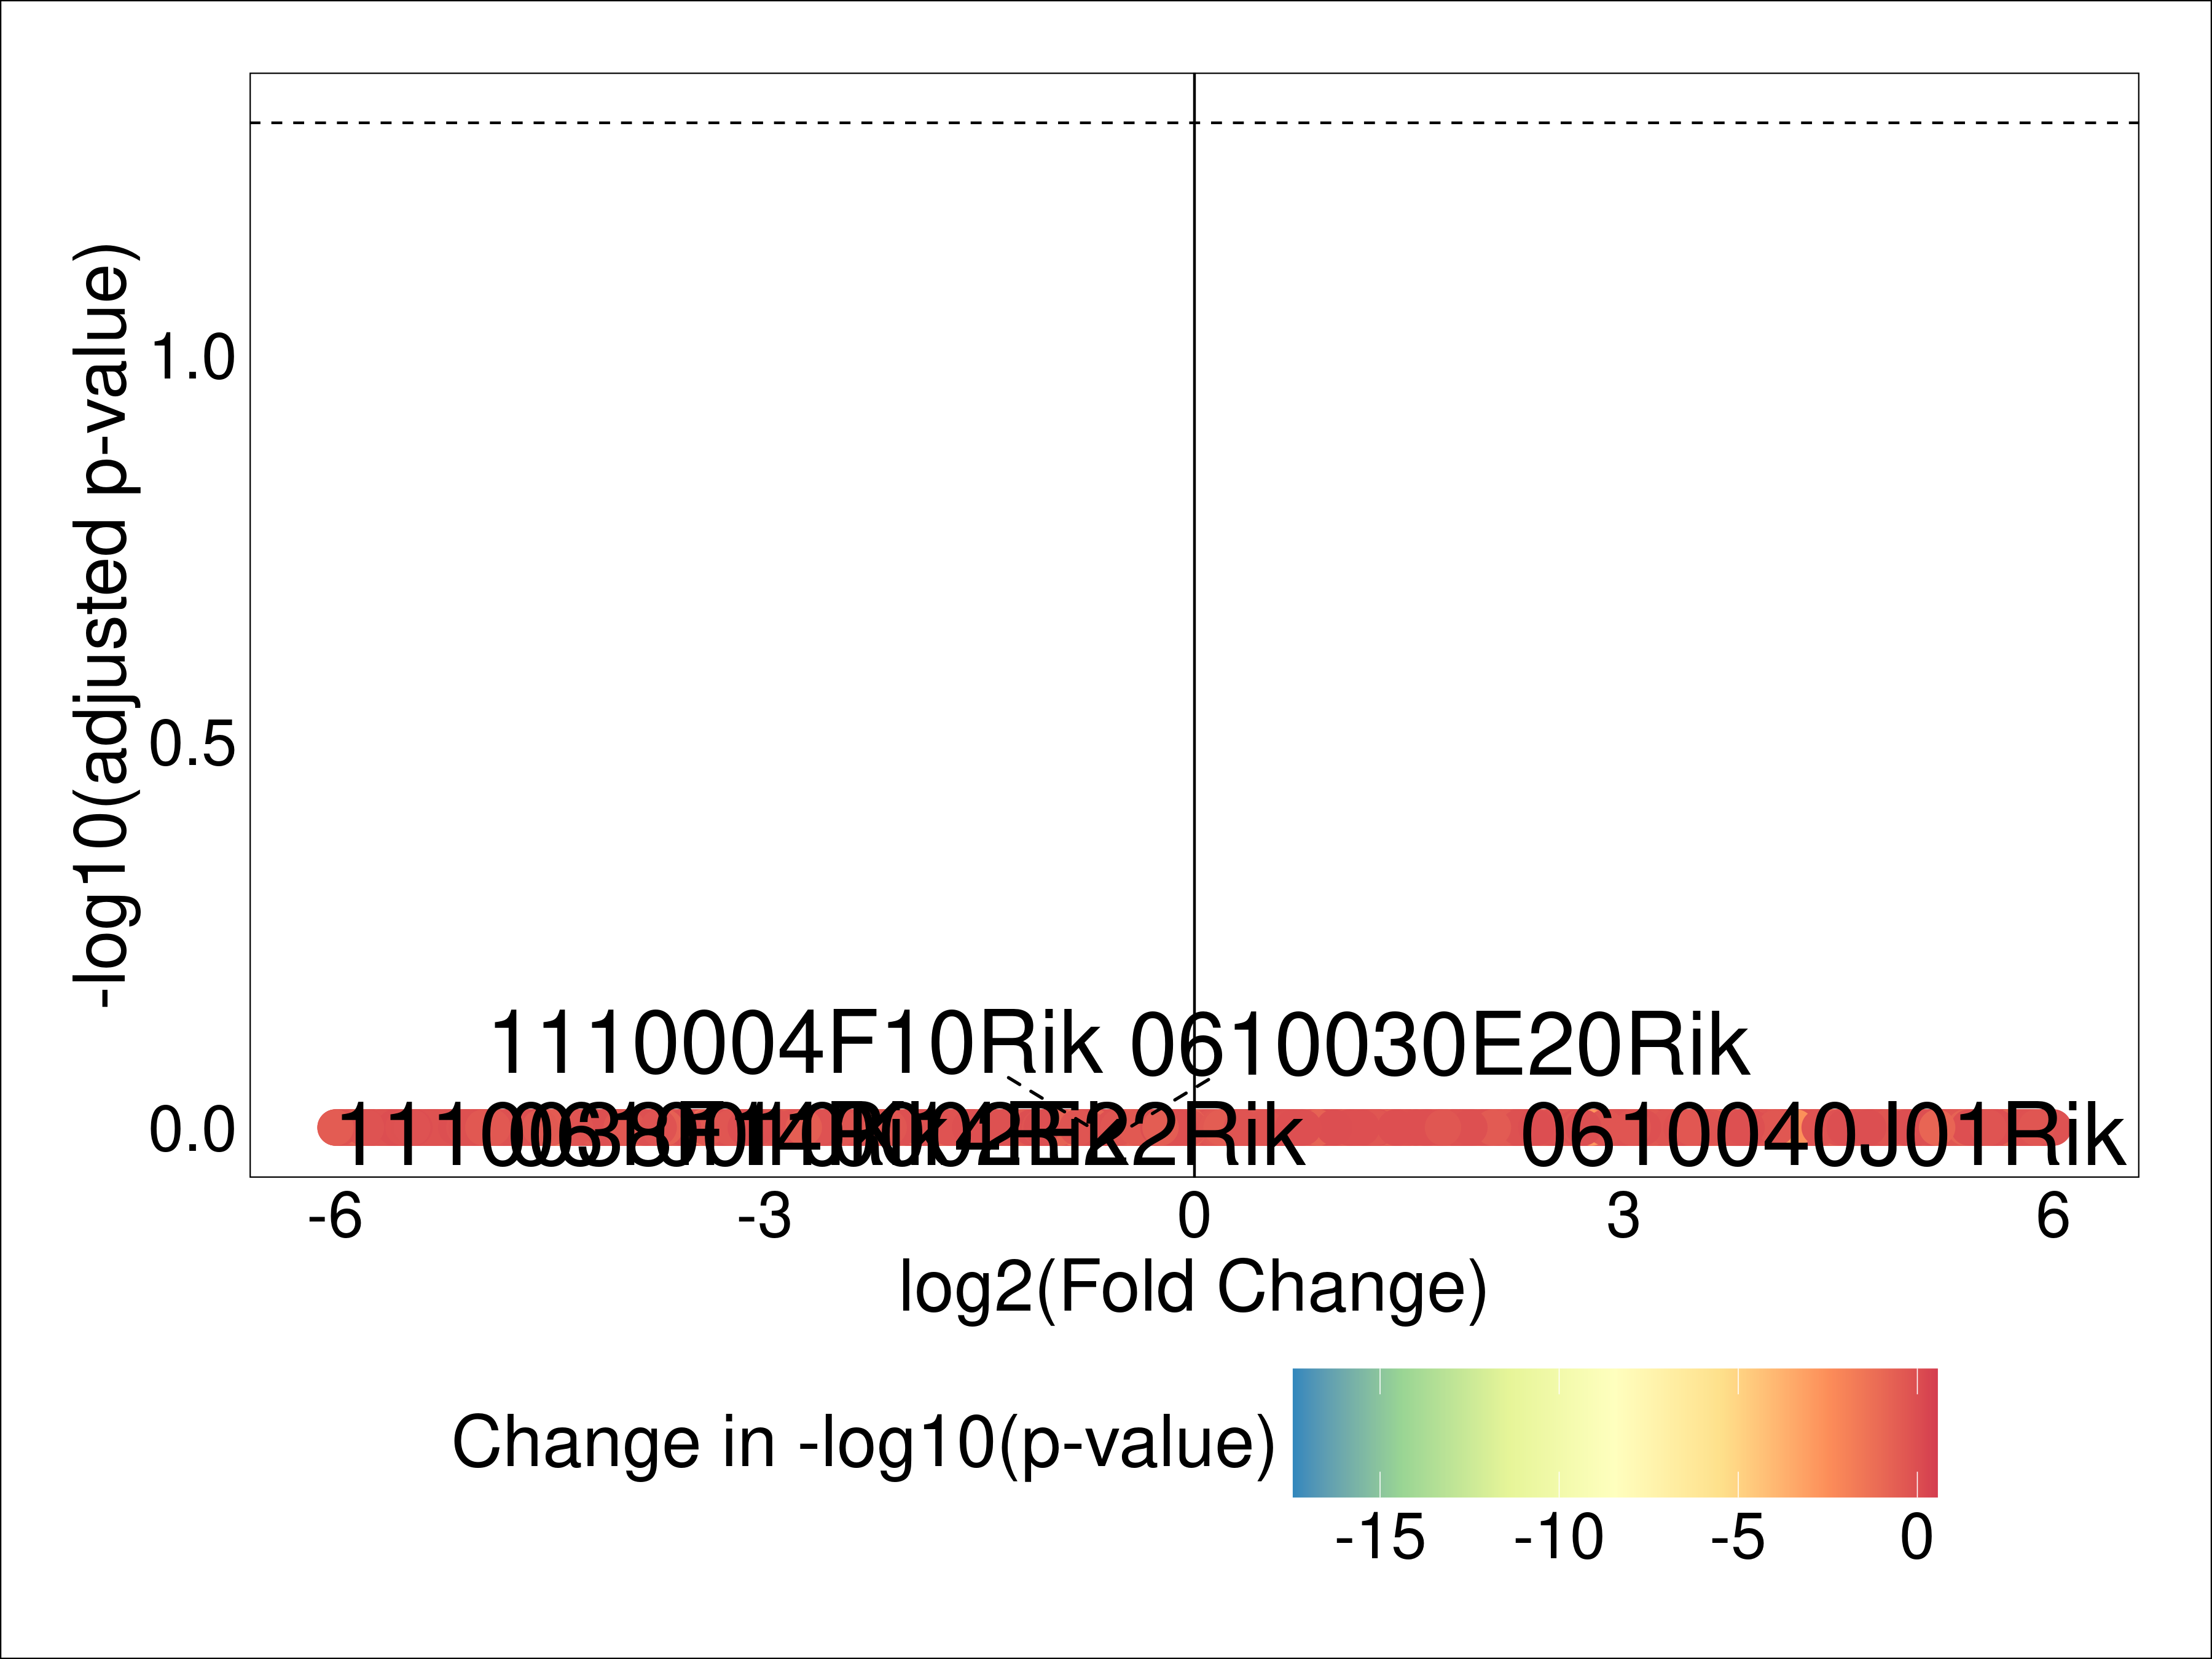 -log10(adjusted p-value)
1.0
0.5
0.0
1110004F10Rik
0610030E20Rik
0610040J01Rik
-6
-3
0
3
6
log2(Fold Change)
Change in -log10(p-value)
-15
-10
-5
0